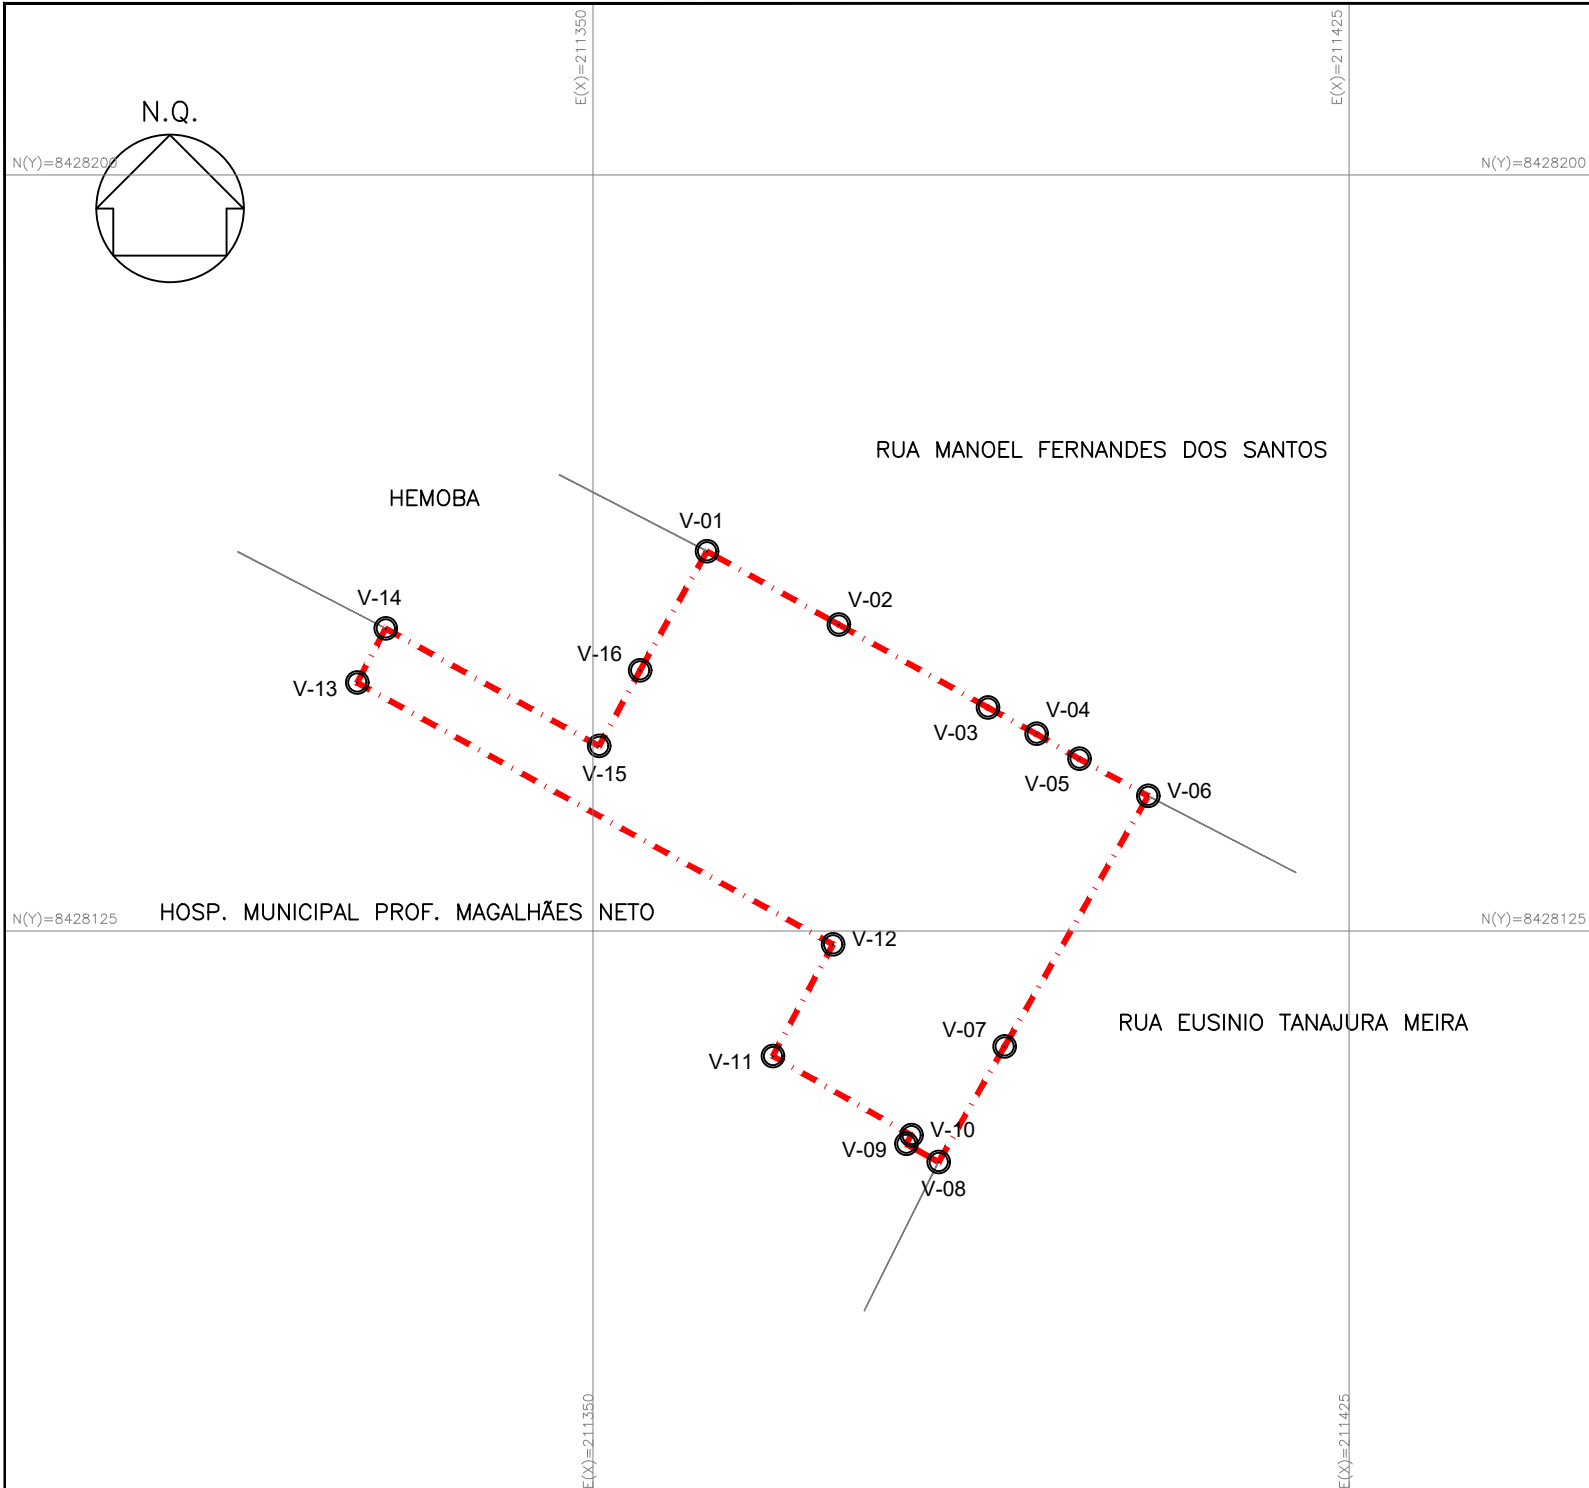 E(X)=211350
E(X)=211425
N.Q.
N(Y)=8428200
N(Y)=8428200
RUA MANOEL FERNANDES DOS SANTOS
HEMOBA
V-01
V-14
V-02
V-16
V-13
V-04
V-03
V-15
V-05
V-06
HOSP. MUNICIPAL PROF. MAGALHÃES NETO
N(Y)=8428125
N(Y)=8428125
V-12
RUA EUSINIO TANAJURA MEIRA
V-07
V-11
V-10
V-09
V-08
E(X)=211350
E(X)=211425